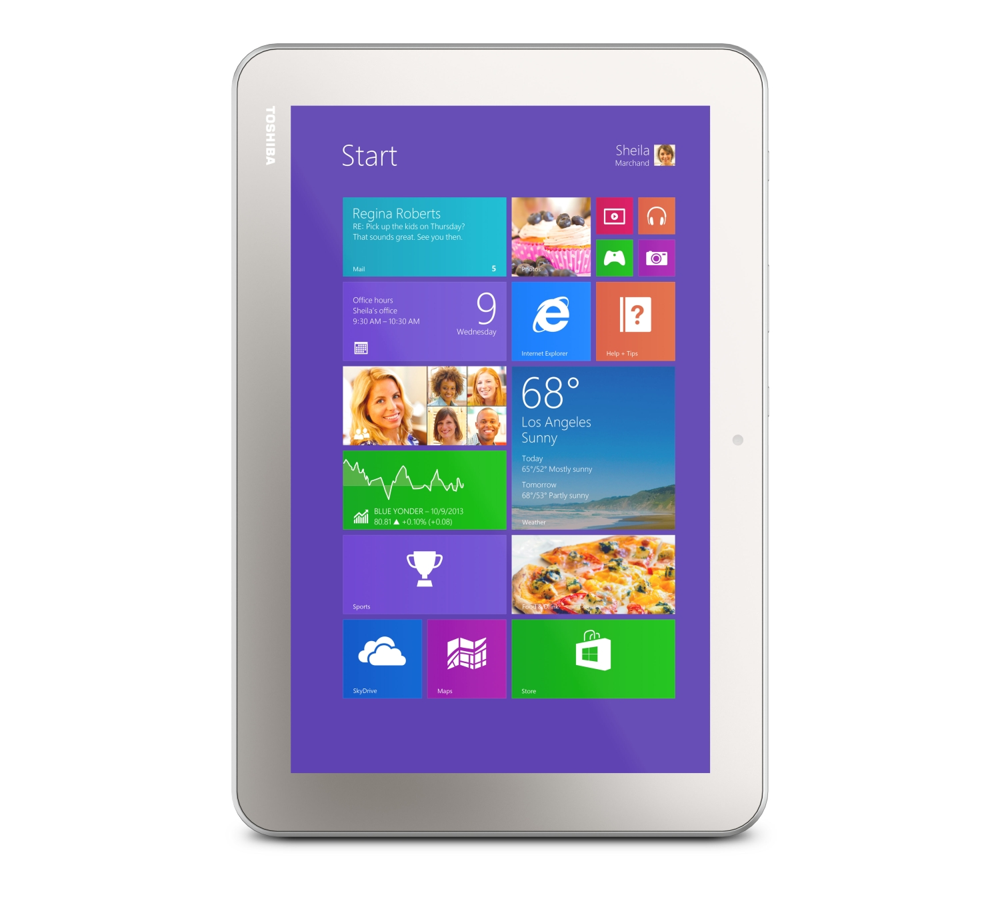 TOSHIBA
Start
Sheila
Marchand
Regina Roberts
RE: Pick up the kids on Thursday?
That sounds great. See you then.
Mail
5
Photos
Office hours
Sheila's office
9:30 AM – 10:30 AM
9
Wednesday
Internet Explorer
?
Help + Tips
68°
Los Angeles
Sunny
Today
65°/52° Mostly sunny
Tomorrow
68°/53° Partly sunny
Weather
BLUE YONDER – 10/9/2013
80.81 ▲ +0.10% (+0.08)
Sports
Food & Drink
SkyDrive
Maps
Store